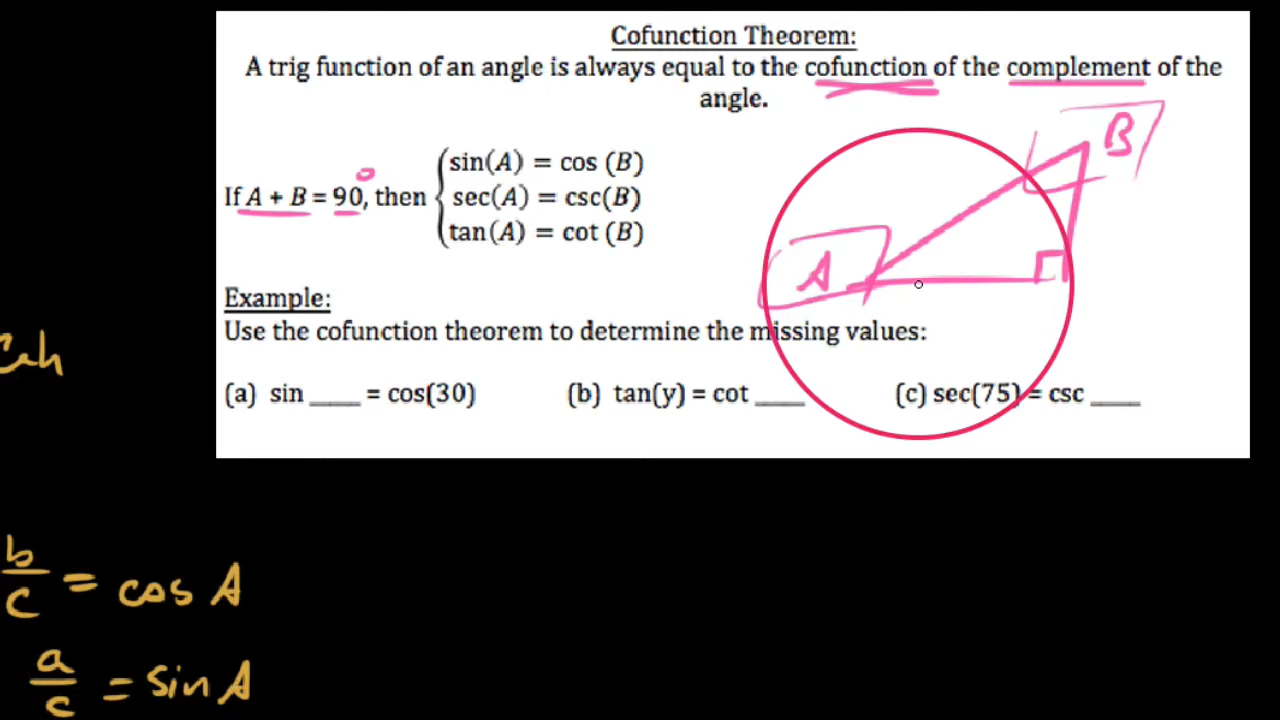 Cofunction Theorem:
A trig function of an angle is always equal to the cofunction of the complement of the
angle.
If A + B = 90°, then { sin(A) = cos (B)
sec(A) = csc(B)
tan(A) = cot (B)
B
A
Example:
Use the cofunction theorem to determine the missing values:
(a) sin ____ = cos(30) (b) tan(y) = cot ____ (c) sec(75) = csc ____
b/c = cos A
a/c = sin A